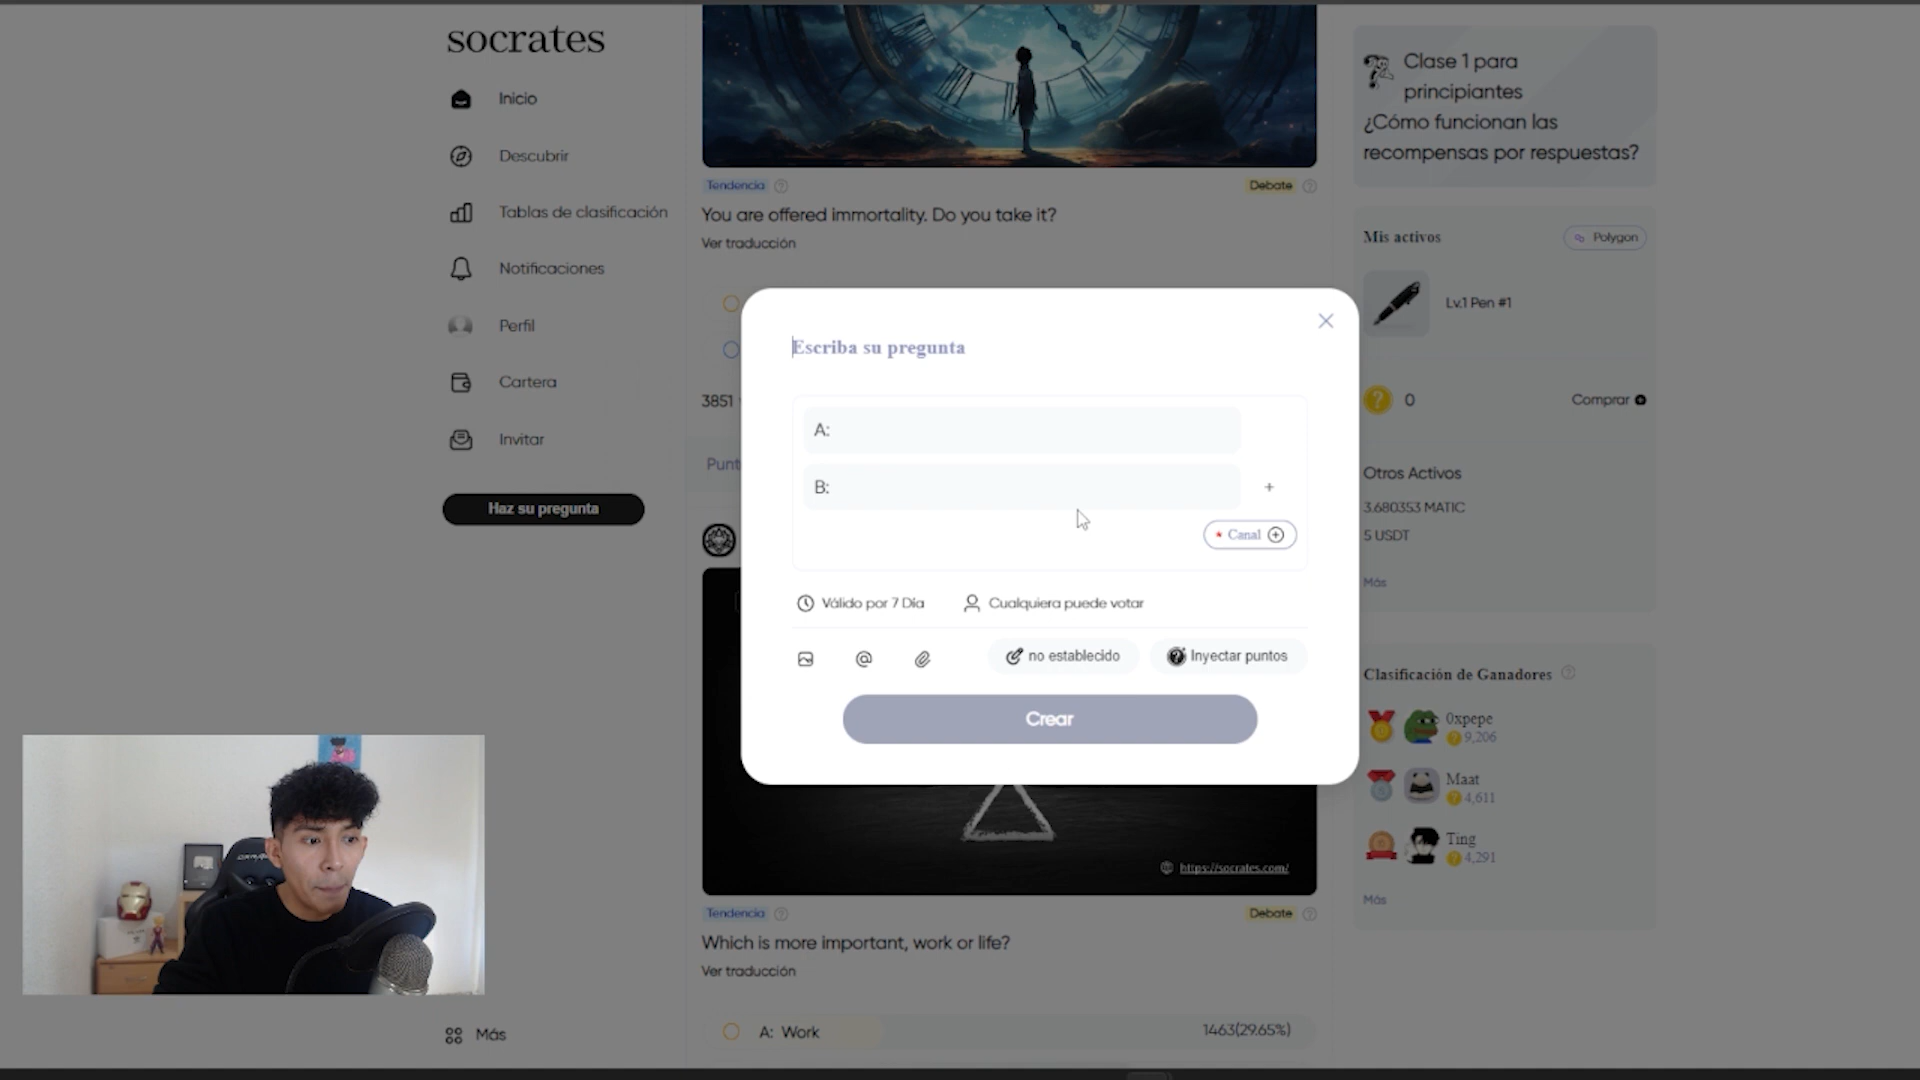 socrates
Inicio
Descubrir
Tablas de clasificación
Notificaciones
Perfil
Cartera
Invitar
Haz su pregunta
Más
Tendencia
Debate
You are offered immortality. Do you take it?
Ver traducción
3851
Punt
Escriba su pregunta
A:
B:
+
* Canal
Válido por 7 Día
Cualquiera puede votar
no establecido
Inyectar puntos
Crear
https://socrates.com/
Tendencia
Debate
Which is more important, work or life?
Ver traducción
A: Work
1463(29.65%)
Clase 1 para
principiantes
¿Cómo funcionan las
recompensas por respuestas?
Mis activos
Polygon
Lv.1 Pen #1
0
Comprar
Otros Activos
3.680353 MATIC
5 USDT
Más
Clasificación de Ganadores
0xpepe
9,206
Maat
4,611
Ting
4,291
Más